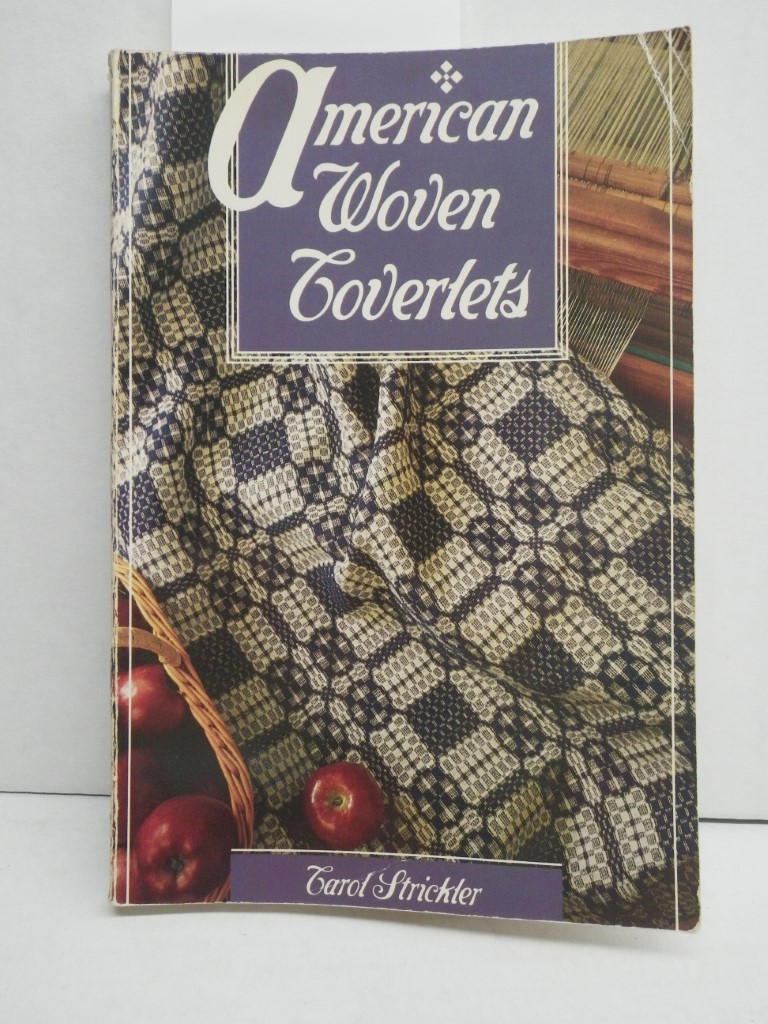 American
Woven
Coverlets
Carol Strickler